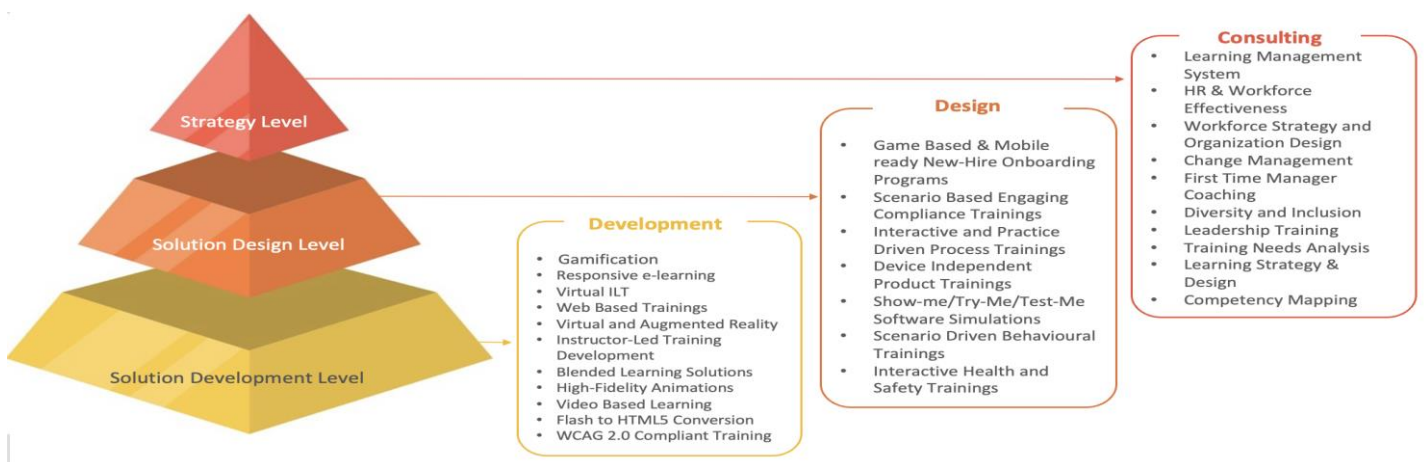 Strategy Level
Solution Design Level
Solution Development Level
Development
• Gamification
• Responsive e-learning
• Virtual ILT
• Web Based Trainings
• Virtual and Augmented Reality
• Instructor-Led Training
Development
• Blended Learning Solutions
• High-Fidelity Animations
• Video Based Learning
• Flash to HTML5 Conversion
• WCAG 2.0 Compliant Training
Design
• Game Based & Mobile
ready New-Hire Onboarding
Programs
• Scenario Based Engaging
Compliance Trainings
• Interactive and Practice
Driven Process Trainings
• Device Independent
Product Trainings
• Show-me/Try-Me/Test-Me
Software Simulations
• Scenario Driven Behavioural
Trainings
• Interactive Health and
Safety Trainings
Consulting
• Learning Management
System
• HR & Workforce
Effectiveness
• Workforce Strategy and
Organization Design
• Change Management
• First Time Manager
Coaching
• Diversity and Inclusion
• Leadership Training
• Training Needs Analysis
• Learning Strategy &
Design
• Competency Mapping